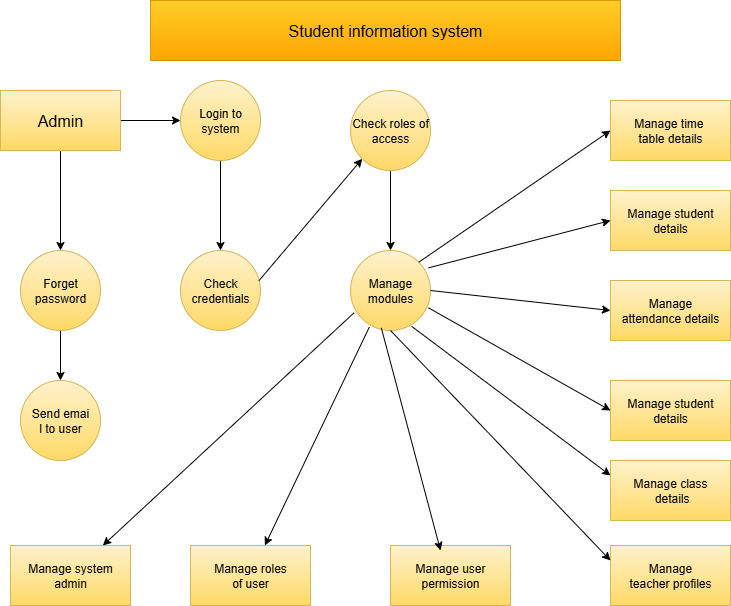 Student information system
Admin
Login to
system
Check roles of
access
Manage time
table details
Manage student
details
Forget
password
Check
credentials
Manage
modules
Manage
attendance details
Send emai
l to user
Manage student
details
Manage class
details
Manage system
admin
Manage roles
of user
Manage user
permission
Manage
teacher profiles